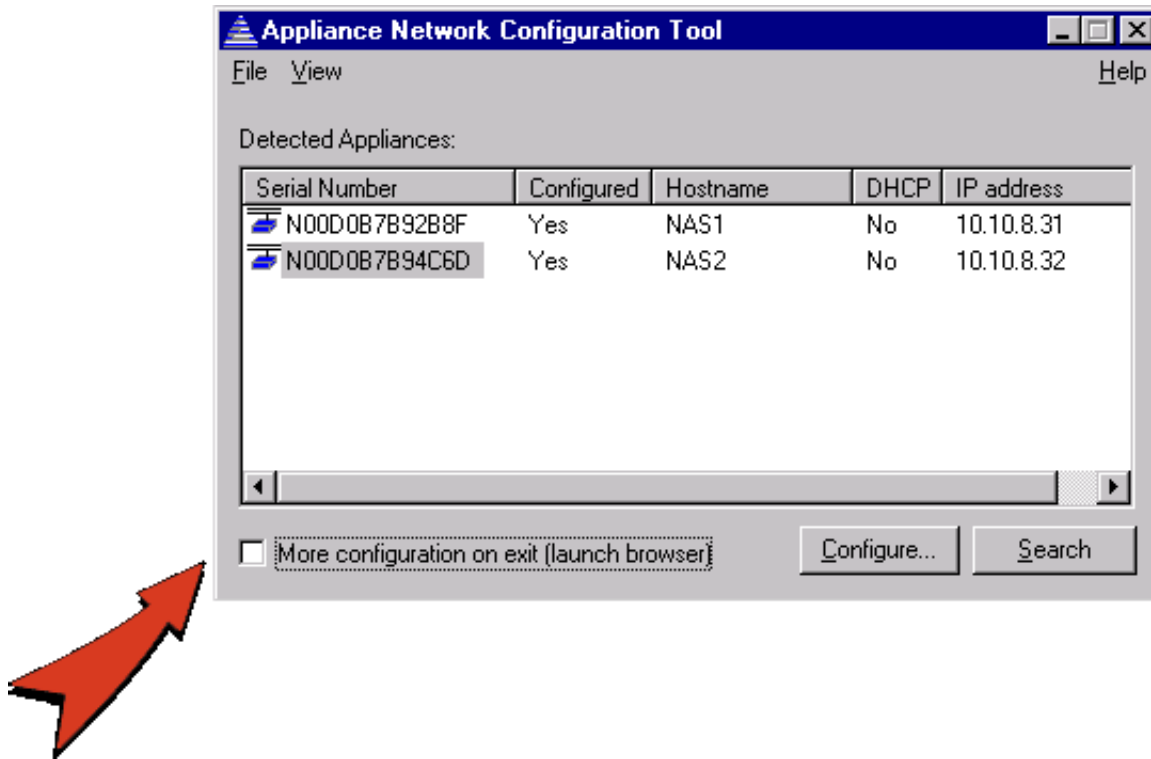 Appliance Network Configuration Tool
File View Help
Detected Appliances:
Serial Number Configured Hostname DHCP IP address
N00D0B7B92B8F Yes NAS1 No 10.10.8.31
N00D0B7B94C6D Yes NAS2 No 10.10.8.32
More configuration on exit (launch browser) Configure... Search